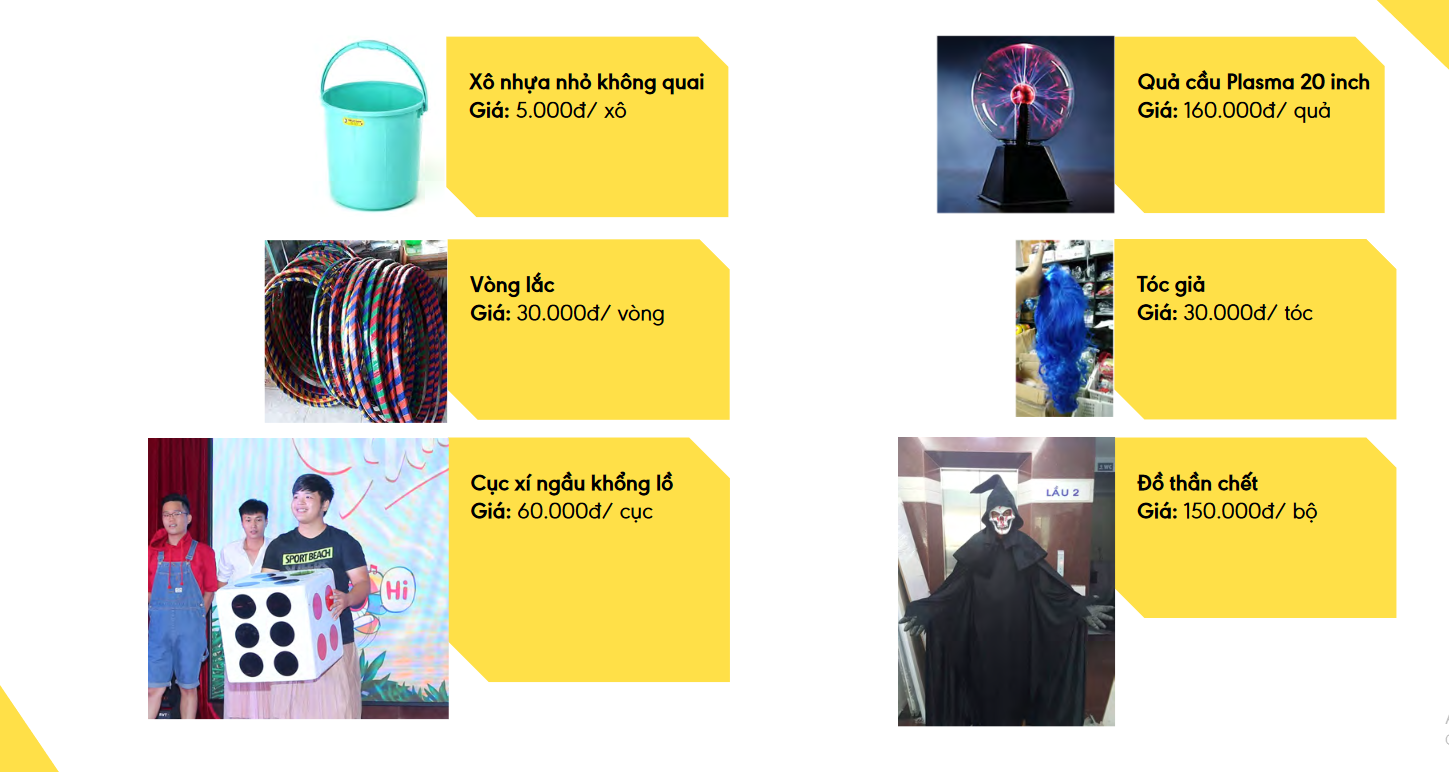 Xô nhựa nhỏ không quai
Giá: 5.000đ/ xô
Quả cầu Plasma 20 inch
Giá: 160.000đ/ quả
Vòng lắc
Giá: 30.000đ/ vòng
Tóc giả
Giá: 30.000đ/ tóc
Cục xí ngầu khổng lồ
Giá: 60.000đ/ cục
SPORT BEACH
Hi
Đồ thần chết
Giá: 150.000đ/ bộ
LẦU 2